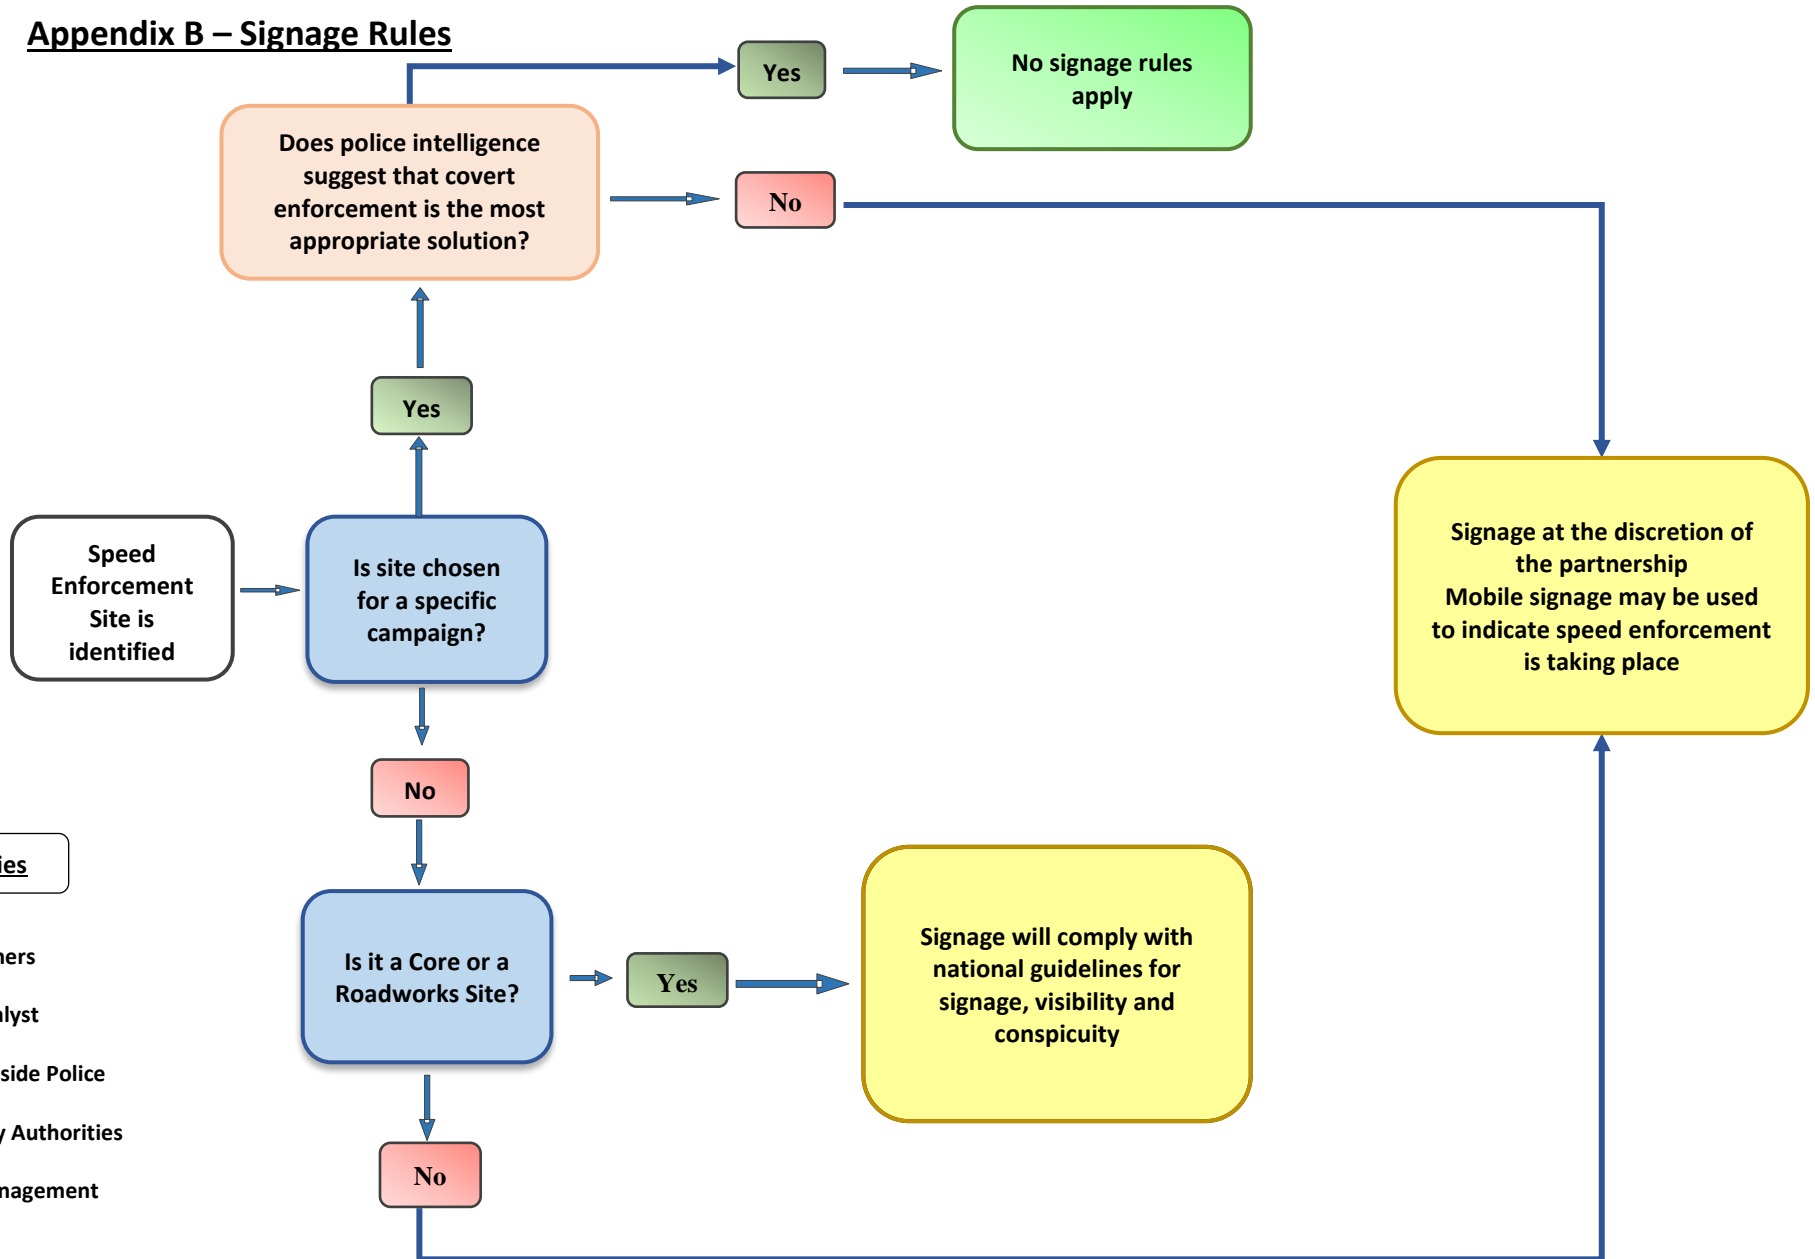 Appendix B – Signage Rules
Yes
No signage rules
apply
Does police intelligence
suggest that covert
enforcement is the most
appropriate solution?
No
Yes
Speed
Enforcement
Site is
identified
Is site chosen
for a specific
campaign?
Signage at the discretion of
the partnership
Mobile signage may be used
to indicate speed enforcement
is taking place
No
ies
Is it a Core or a
Roadworks Site?
Yes
Signage will comply with
national guidelines for
signage, visibility and
conspicuity
ners
lyst
side Police
y Authorities
nagement
No